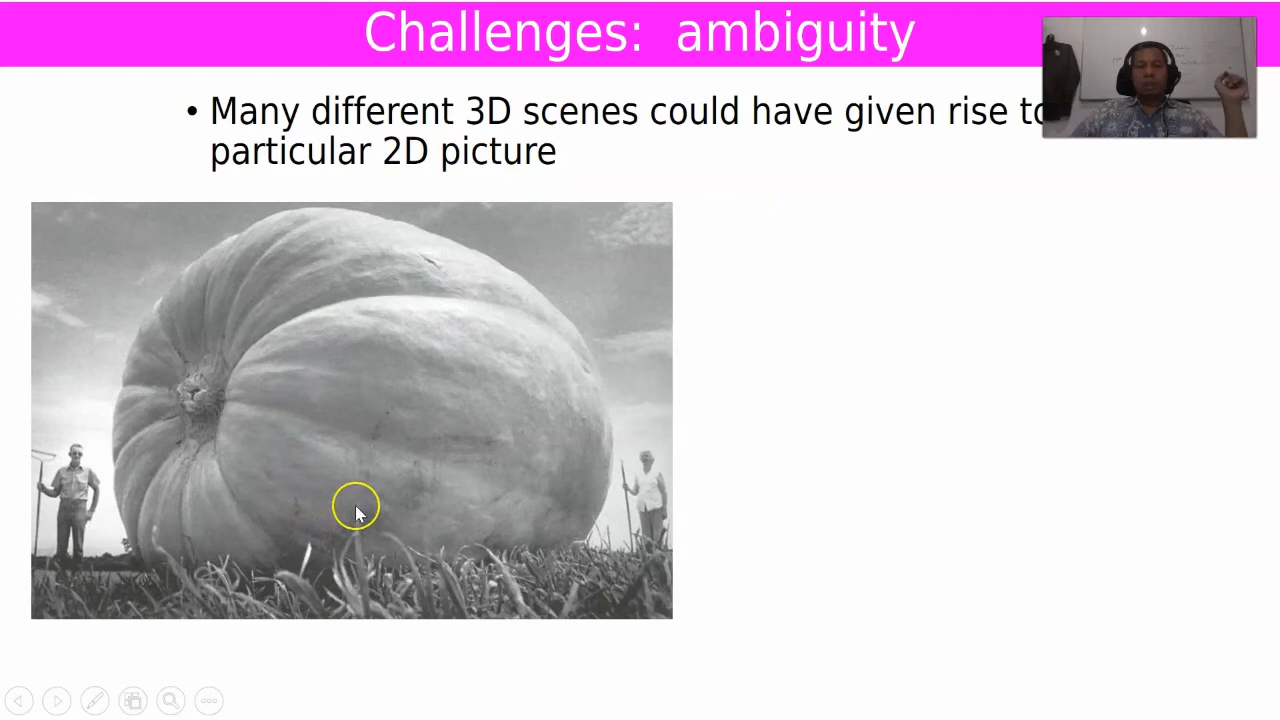 Challenges: ambiguity
• Many different 3D scenes could have given rise to
particular 2D picture